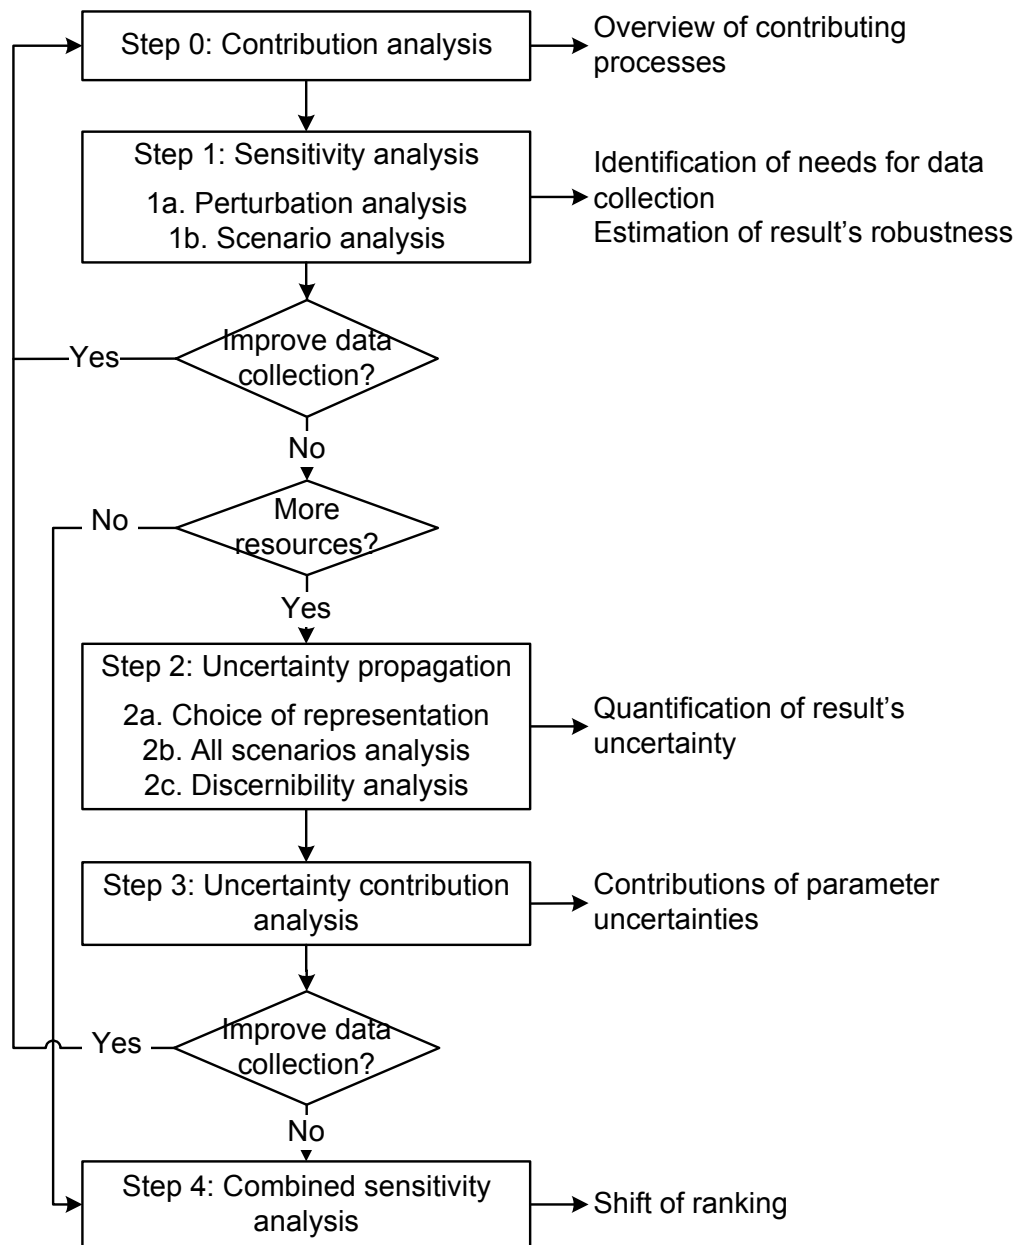 Step 0: Contribution analysis
Overview of contributing
processes
Step 1: Sensitivity analysis
1a. Perturbation analysis
1b. Scenario analysis
Identification of needs for data
collection
Estimation of result's robustness
Improve data
collection?
Yes
No
More
resources?
No
Yes
Step 2: Uncertainty propagation
2a. Choice of representation
2b. All scenarios analysis
2c. Discernibility analysis
Quantification of result's
uncertainty
Step 3: Uncertainty contribution
analysis
Contributions of parameter
uncertainties
Improve data
collection?
Yes
No
Step 4: Combined sensitivity
analysis
Shift of ranking